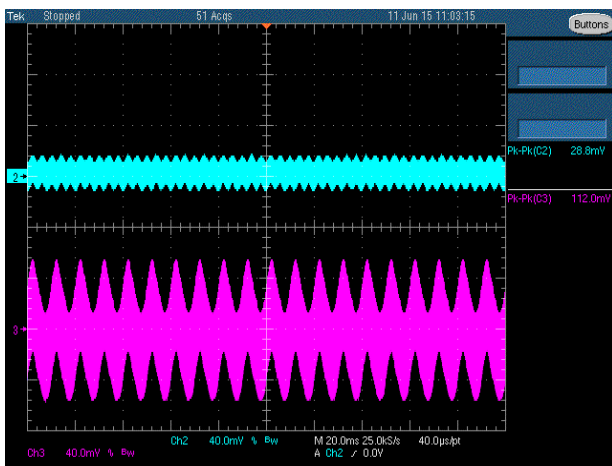 Tek Stopped 51 Acqs 11 Jun 15 11:03:15
Buttons
Pk-Pk(C2) 28.8mV
2
Pk-Pk(C3) 112.0mV
3
Ch2 40.0mV % Bw M 20.0ms 25.0kS/s 40.0µs/pt
Ch3 40.0mV % Bw A Ch2 / 0.0V